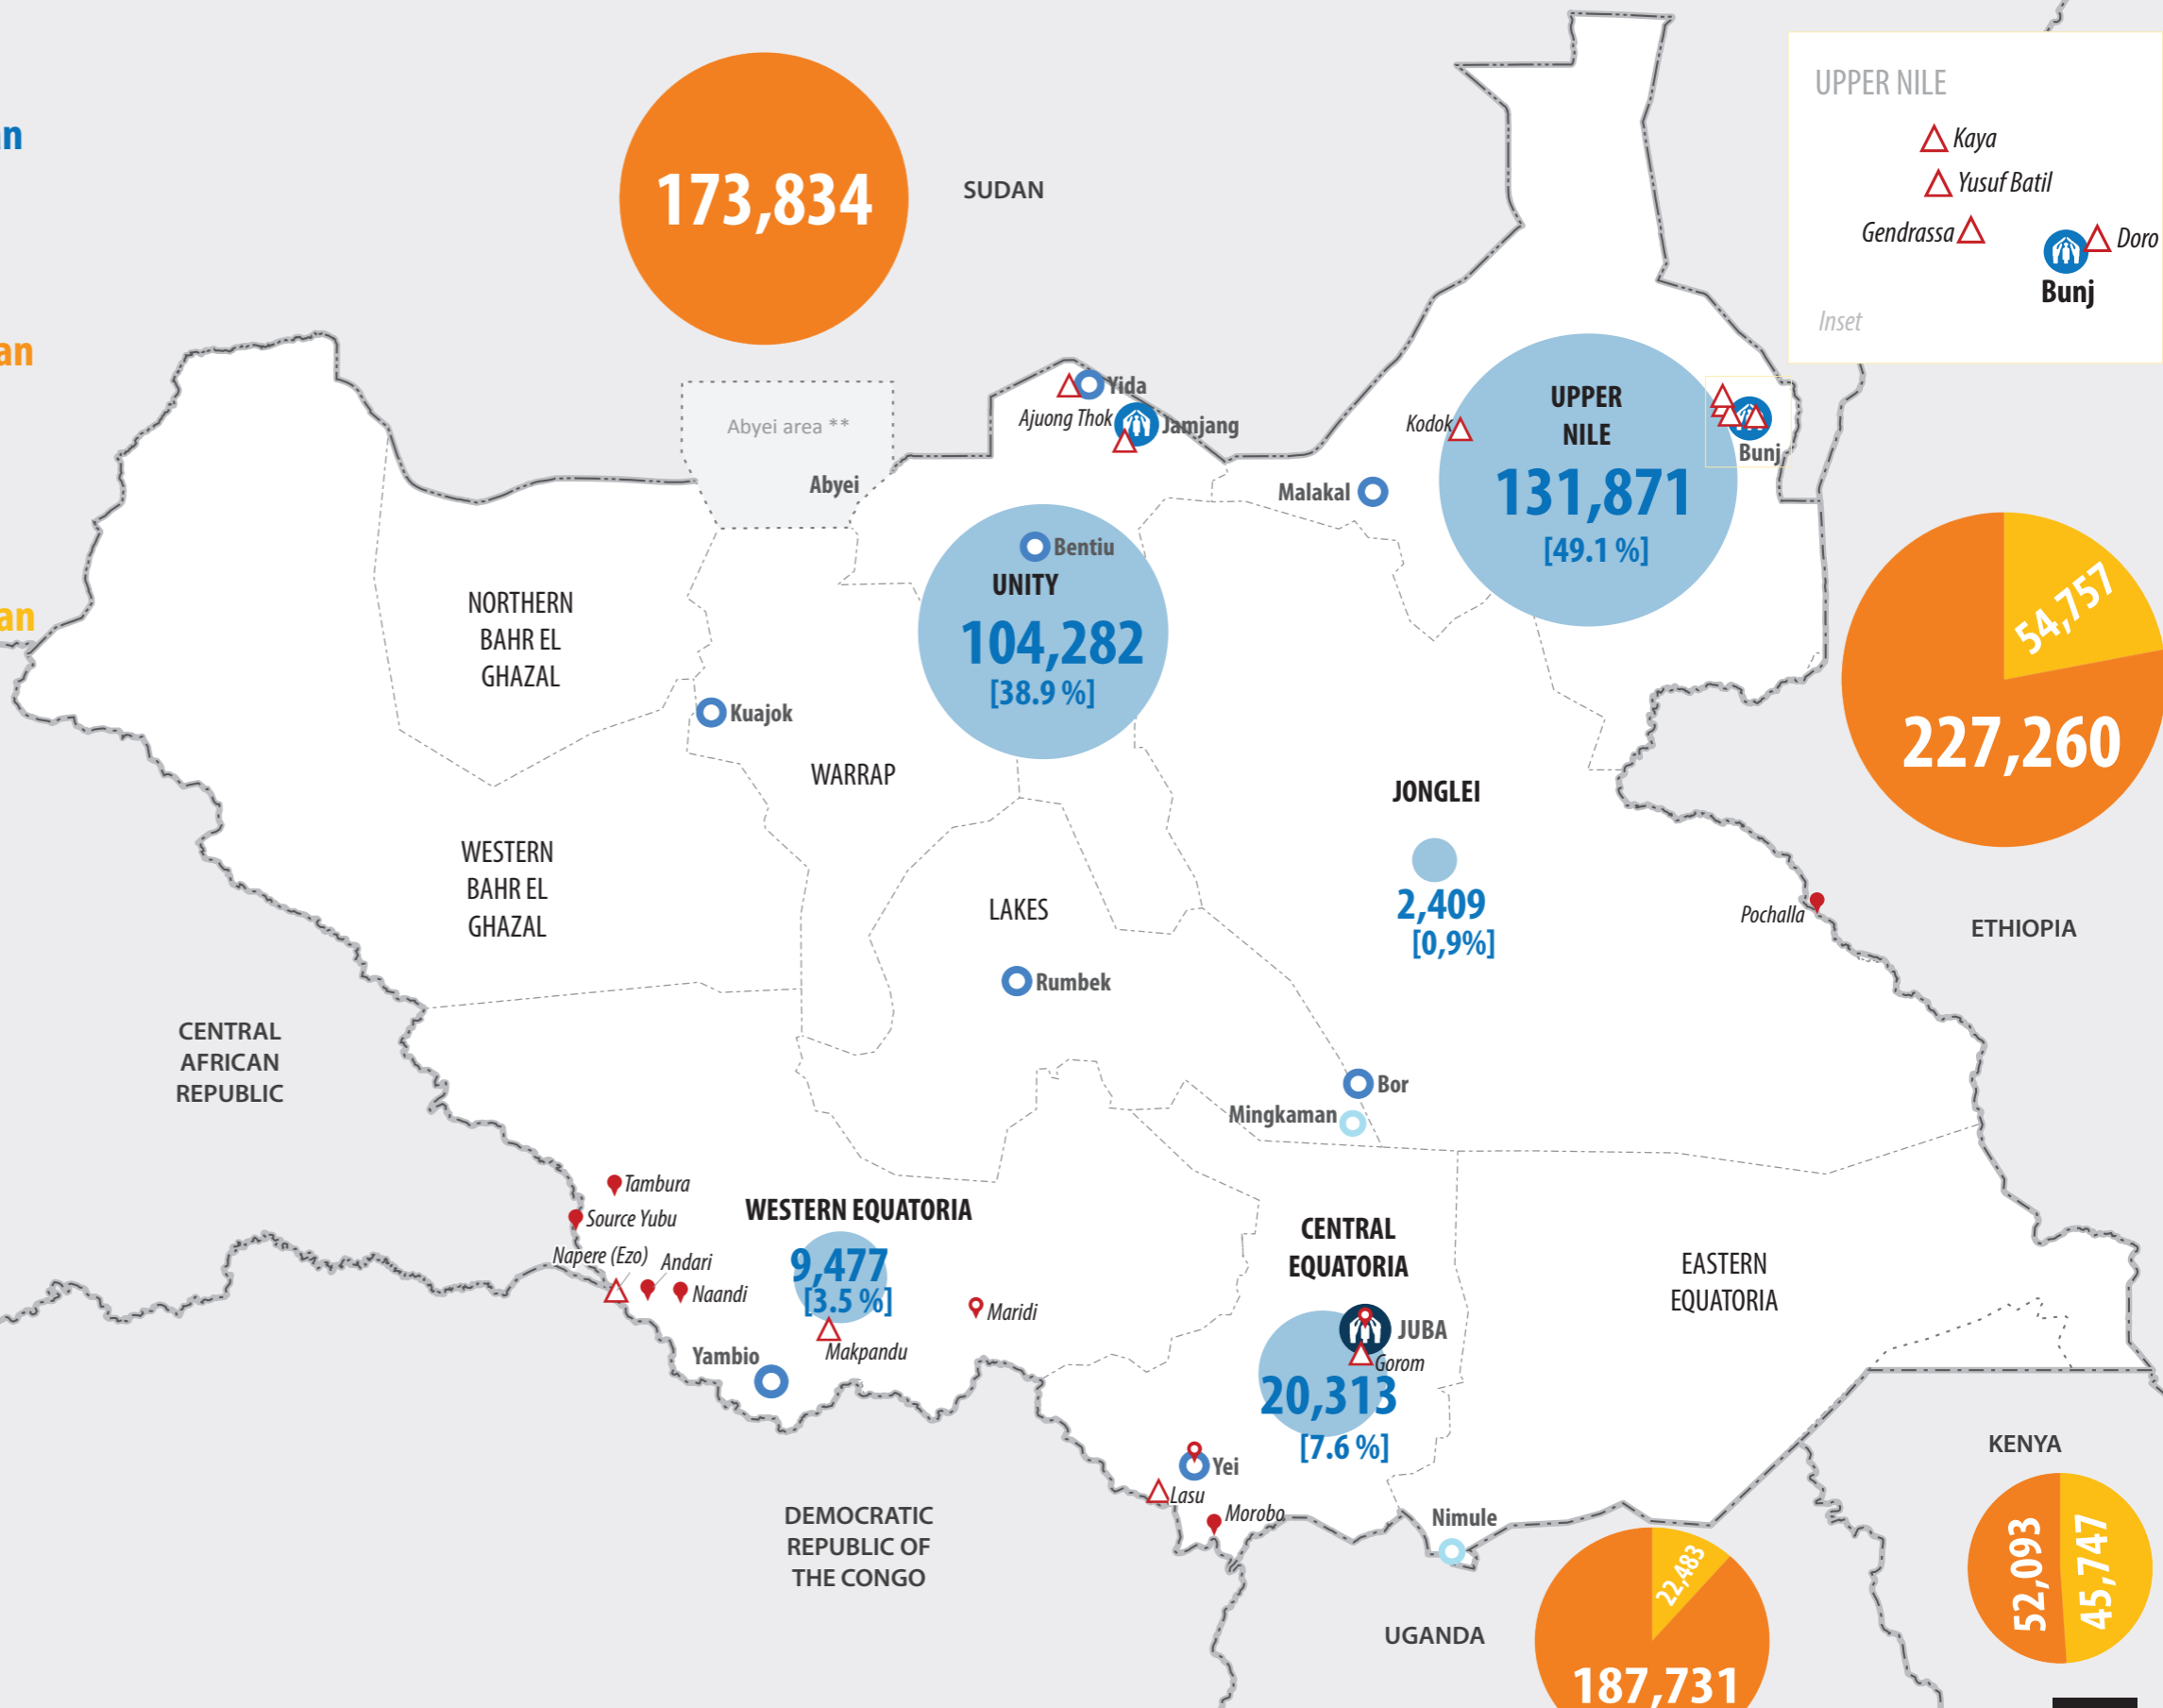 173,834
SUDAN
UPPER NILE
Kaya
Yusuf Batil
Gendrassa
Doro
Bunj
Inset
an
an
an
Abyei area **
Abyei
Yida
Ajuong Thok
Jamjang
Kodok
UPPER
NILE
131,871
[49.1 %]
Bunj
Malakal
Bentiu
UNITY
104,282
[38.9 %]
54,757
227,260
NORTHERN
BAHR EL
GHAZAL
Kuajok
WARRAP
JONGLEI
2,409
[0,9%]
WESTERN
BAHR EL
GHAZAL
LAKES
Rumbek
Pochalla
ETHIOPIA
CENTRAL
AFRICAN
REPUBLIC
Bor
Mingkaman
Tambura
Source Yubu
Napere (Ezo)
Andari
Naandi
WESTERN EQUATORIA
9,477
[3.5 %]
Makpandu
Maridi
Yambio
CENTRAL
EQUATORIA
JUBA
Gorom
20,313
[7.6 %]
EASTERN
EQUATORIA
Yei
Lasu
Morobo
Nimule
KENYA
52,093
45,747
DEMOCRATIC
REPUBLIC OF
THE CONGO
UGANDA
22,483
187,731